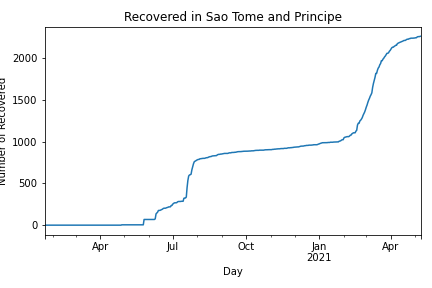 Recovered in Sao Tome and Principe
2000
1500
1000
500
0
Number of Recovered
Apr
Jul
Oct
Jan
2021
Apr
Day